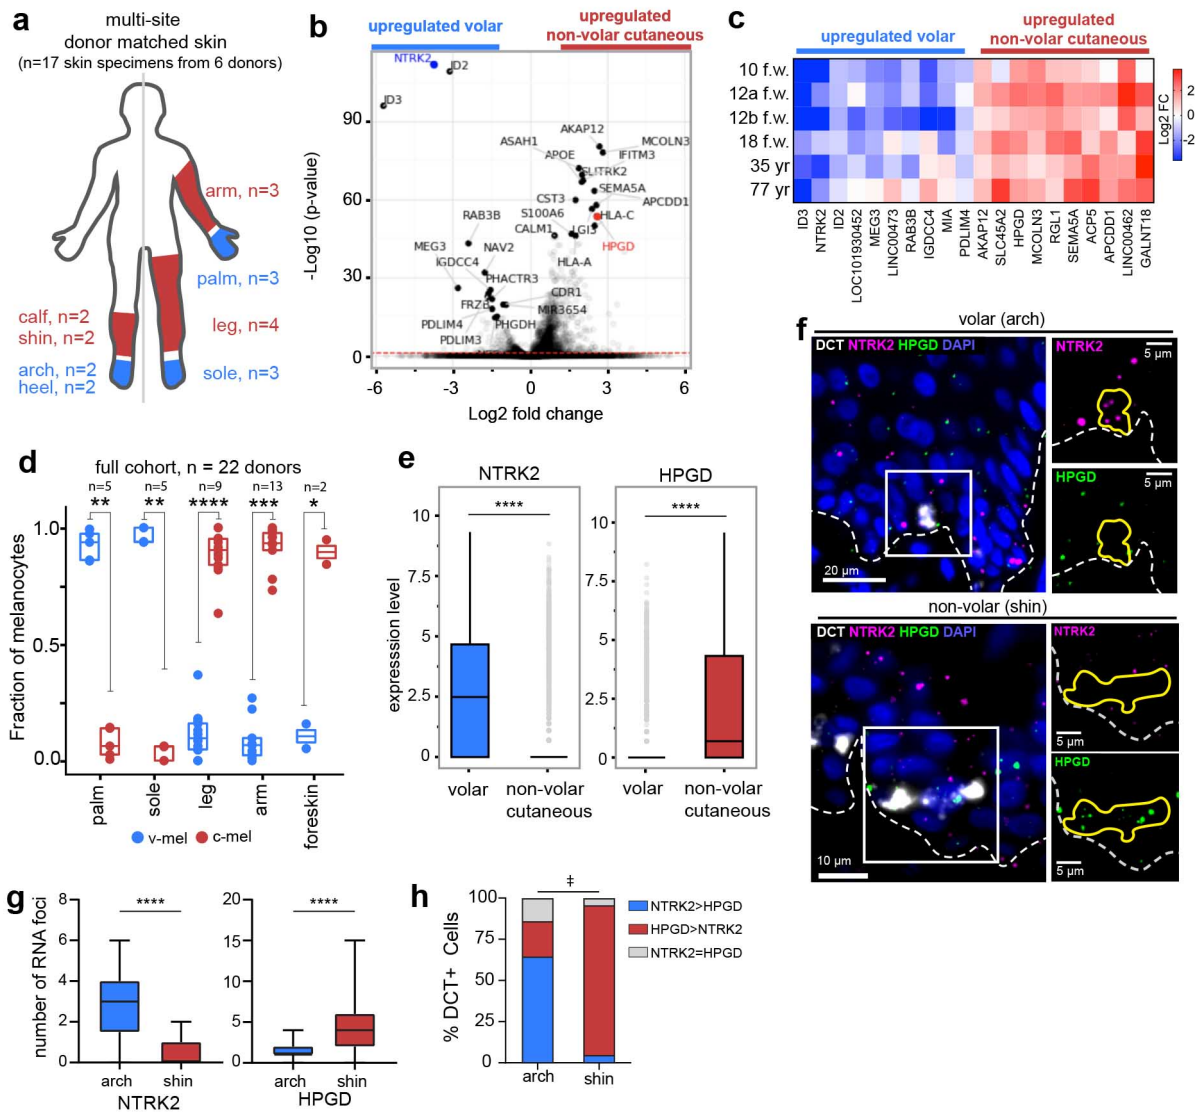 a
multi-site
donor matched skin
(n=17 skin specimens from 6 donors)
arm, n=3
palm, n=3
leg, n=4
calf, n=2
shin, n=2
arch, n=2
heel, n=2
sole, n=3
b
upregulated volar
upregulated
non-volar cutaneous
NTRK2
ID2
ID3
AKAP12
ASAH1
MCOLN3
APOE
IFITM3
SLITRK2
SEMA5A
CST3
APCDD1
RAB3B
S100A6
HLA-C
CALM1
LGI3
HPGD
MEG3
NAV2
HLA-A
IGDCC4
PHACTR3
CDR1
FRZB
MIR3654
PDLIM4
PHGDH
PDLIM3
90
60
30
0
-Log10 (p-value)
-6
-3
0
3
6
Log2 fold change
c
upregulated volar
upregulated
non-volar cutaneous
10 f.w.
12a f.w.
12b f.w.
18 f.w.
35 yr
77 yr
2
0
-2
Log2 FC
ID3
NTRK2
LOC101930452
MEG3
LINC00473
RAB3B
IGDCC4
MIA
PDLIM4
AKAP12
SLC45A2
HPGD
MCOLN3
RGL1
SEMA5A
ACP5
APCDD1
LINC00462
GALNT18
d
full cohort, n = 22 donors
n=5
n=5
n=9
n=13
n=2
**
**
****
***
*
1.0
0.5
0.0
Fraction of melanocytes
palm
sole
leg
arm
foreskin
v-mel
c-mel
e
NTRK2
HPGD
****
****
10
7.5
5
2.5
0
10
7.5
5
2.5
0
expresssion level
volar
non-volar
cutaneous
volar
non-volar
cutaneous
f
volar (arch)
DCT NTRK2 HPGD DAPI
20 µm
NTRK2
5 µm
HPGD
5 µm
non-volar (shin)
DCT NTRK2 HPGD DAPI
10 µm
NTRK2
5 µm
HPGD
5 µm
g
8
6
4
2
0
****
20
15
10
5
0
****
number of RNA foci
arch
shin
NTRK2
arch
shin
HPGD
h
‡
100
75
50
25
0
% DCT+ Cells
arch
shin
NTRK2>HPGD
HPGD>NTRK2
NTRK2=HPGD